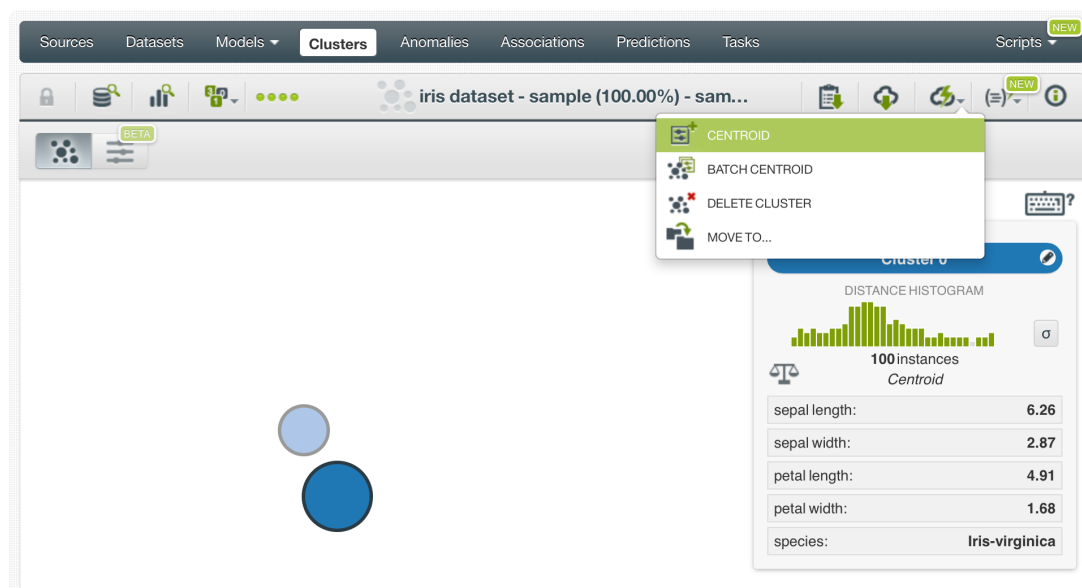 NEW
Sources Datasets Models Clusters Anomalies Associations Predictions Tasks Scripts
iris dataset - sample (100.00%) - sam...
(=)
NEW
BETA
CENTROID
BATCH CENTROID
DELETE CLUSTER
MOVE TO...
?
Cluster 0
DISTANCE HISTOGRAM
σ
100 instances
Centroid
sepal length: 6.26
sepal width: 2.87
petal length: 4.91
petal width: 1.68
species: Iris-virginica